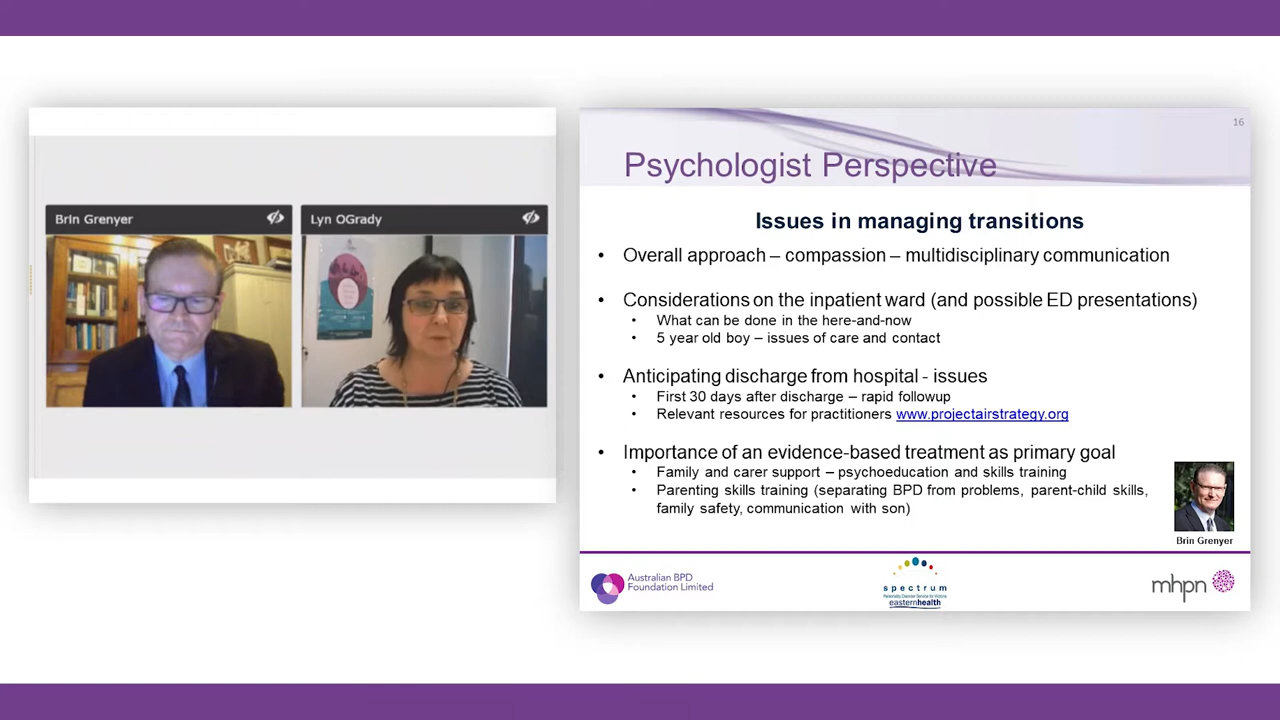 Brin Grenyer
Lyn OGrady
16
Psychologist Perspective
Issues in managing transitions
• Overall approach – compassion – multidisciplinary communication
• Considerations on the inpatient ward (and possible ED presentations)
• What can be done in the here-and-now
• 5 year old boy – issues of care and contact
• Anticipating discharge from hospital - issues
• First 30 days after discharge – rapid followup
• Relevant resources for practitioners www.projectairstrategy.org
• Importance of an evidence-based treatment as primary goal
• Family and carer support – psychoeducation and skills training
• Parenting skills training (separating BPD from problems, parent-child skills,
family safety, communication with son)
Brin Grenyer
Australian BPD
Foundation Limited
spectrum
Personality Disorder Service for Victoria
easternhealth
mhpn